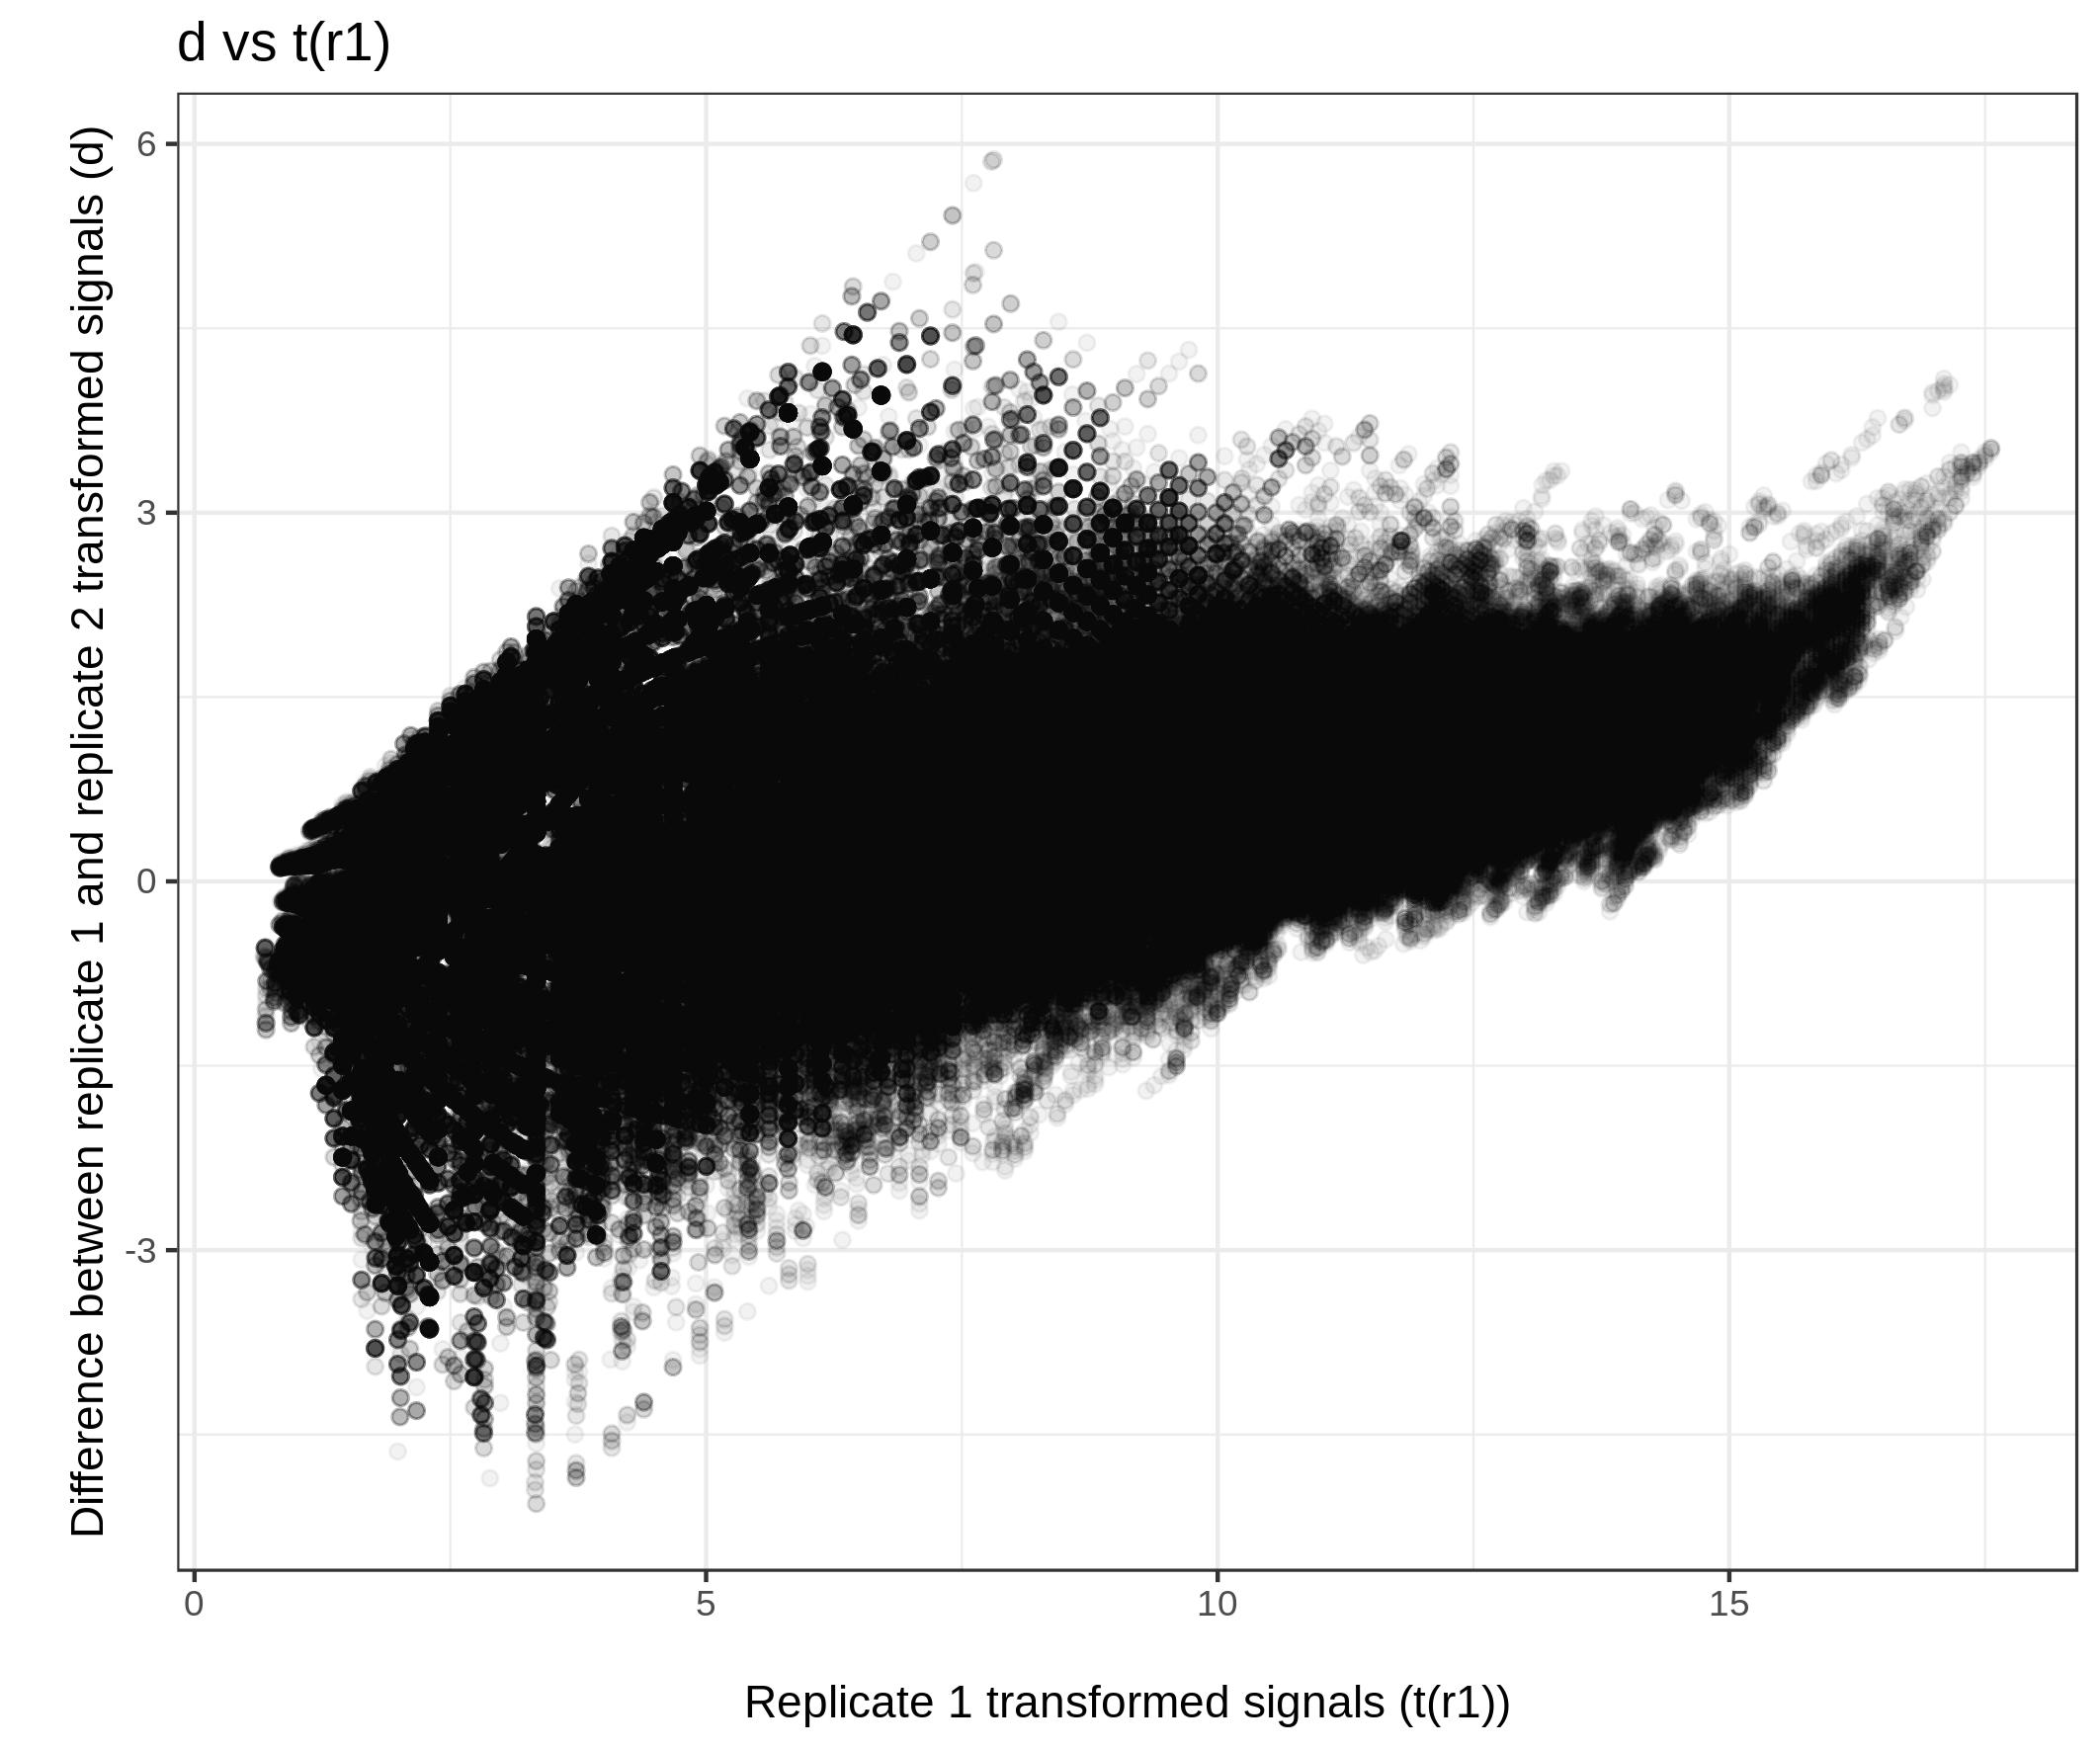 d vs t(r1)
Difference between replicate 1 and replicate 2 transformed signals (d)
6
3
0
-3
0 5 10 15
Replicate 1 transformed signals (t(r1))